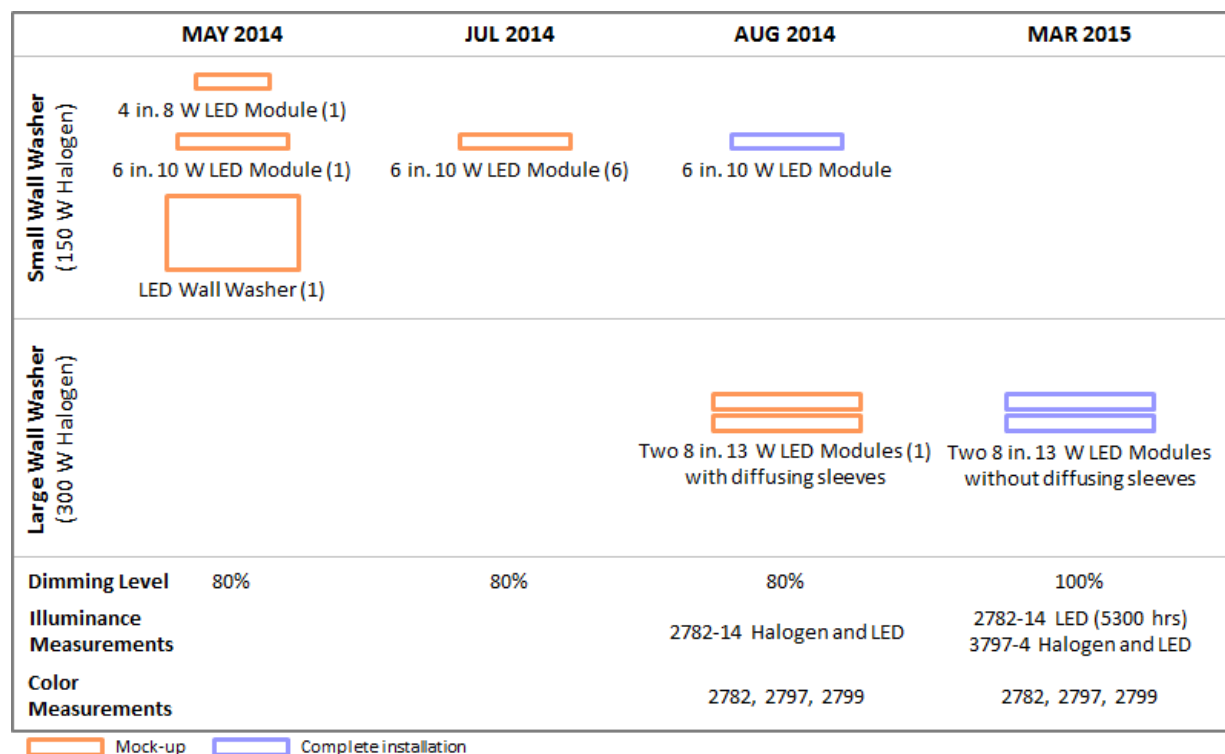 MAY 2014 JUL 2014 AUG 2014 MAR 2015
Small Wall Washer
(150 W Halogen)
4 in. 8 W LED Module (1)
6 in. 10 W LED Module (1) 6 in. 10 W LED Module (6) 6 in. 10 W LED Module
LED Wall Washer (1)
Large Wall Washer
(300 W Halogen)
Two 8 in. 13 W LED Modules (1) Two 8 in. 13 W LED Modules
with diffusing sleeves without diffusing sleeves
Dimming Level 80% 80% 80% 100%
Illuminance
Measurements
2782-14 Halogen and LED
2782-14 LED (5300 hrs)
3797-4 Halogen and LED
Color
Measurements
2782, 2797, 2799 2782, 2797, 2799
Mock-up Complete installation